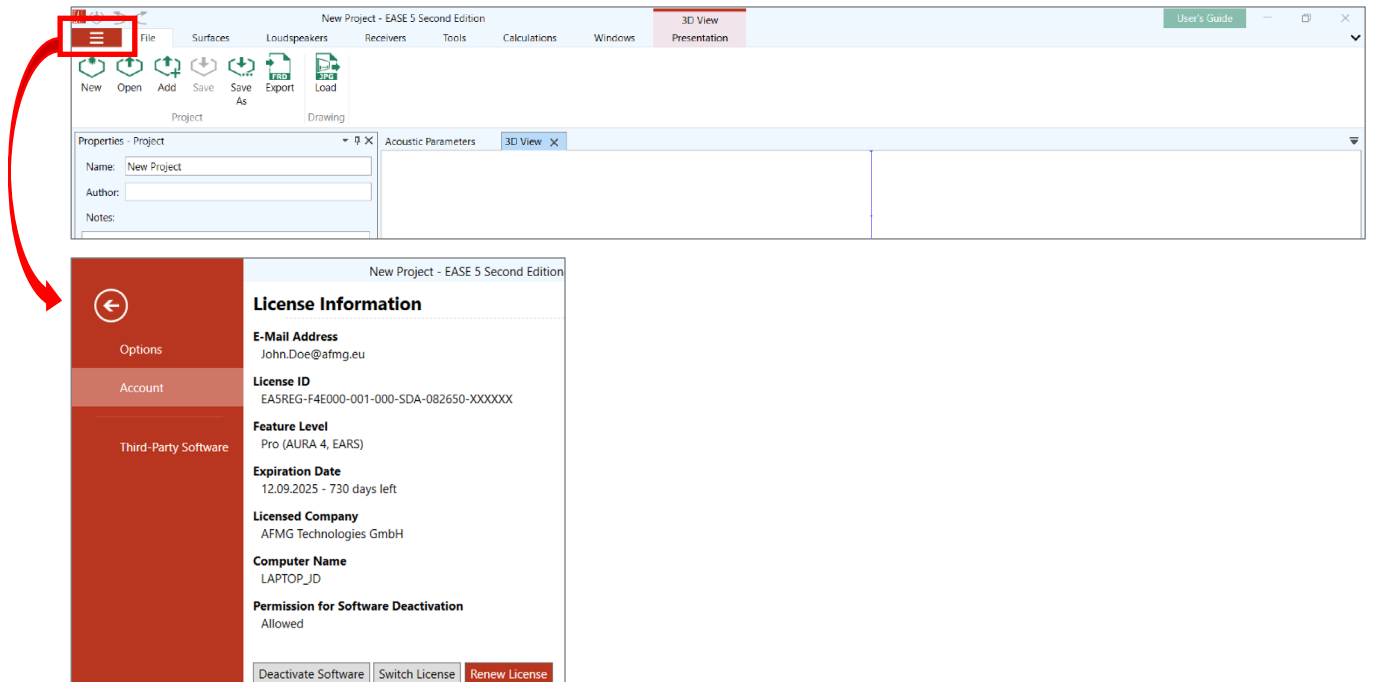 New Project - EASE 5 Second Edition
3D View
User's Guide
File Surfaces Loudspeakers Receivers Tools Calculations Windows Presentation
FRD JPG
New Open Add Save Save As Export Load
Project Drawing
Properties - Project
Acoustic Parameters 3D View
Name: New Project
Author:
Notes:
New Project - EASE 5 Second Edition
License Information
E-Mail Address
John.Doe@afmg.eu
Options
Account
License ID
EA5REG-F4E000-001-000-SDA-082650-XXXXXX
Feature Level
Pro (AURA 4, EARS)
Third-Party Software
Expiration Date
12.09.2025 - 730 days left
Licensed Company
AFMG Technologies GmbH
Computer Name
LAPTOP_JD
Permission for Software Deactivation
Allowed
Deactivate Software Switch License Renew License